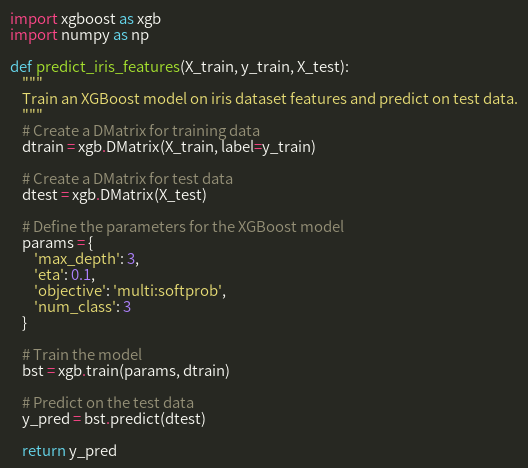 import xgboost as xgb
import numpy as np

def predict_iris_features(X_train, y_train, X_test):
    """
    Train an XGBoost model on iris dataset features and predict on test data.
    """
    # Create a DMatrix for training data
    dtrain = xgb.DMatrix(X_train, label=y_train)

    # Create a DMatrix for test data
    dtest = xgb.DMatrix(X_test)

    # Define the parameters for the XGBoost model
    params = {
        'max_depth': 3,
        'eta': 0.1,
        'objective': 'multi:softprob',
        'num_class': 3
    }

    # Train the model
    bst = xgb.train(params, dtrain)

    # Predict on the test data
    y_pred = bst.predict(dtest)

    return y_pred